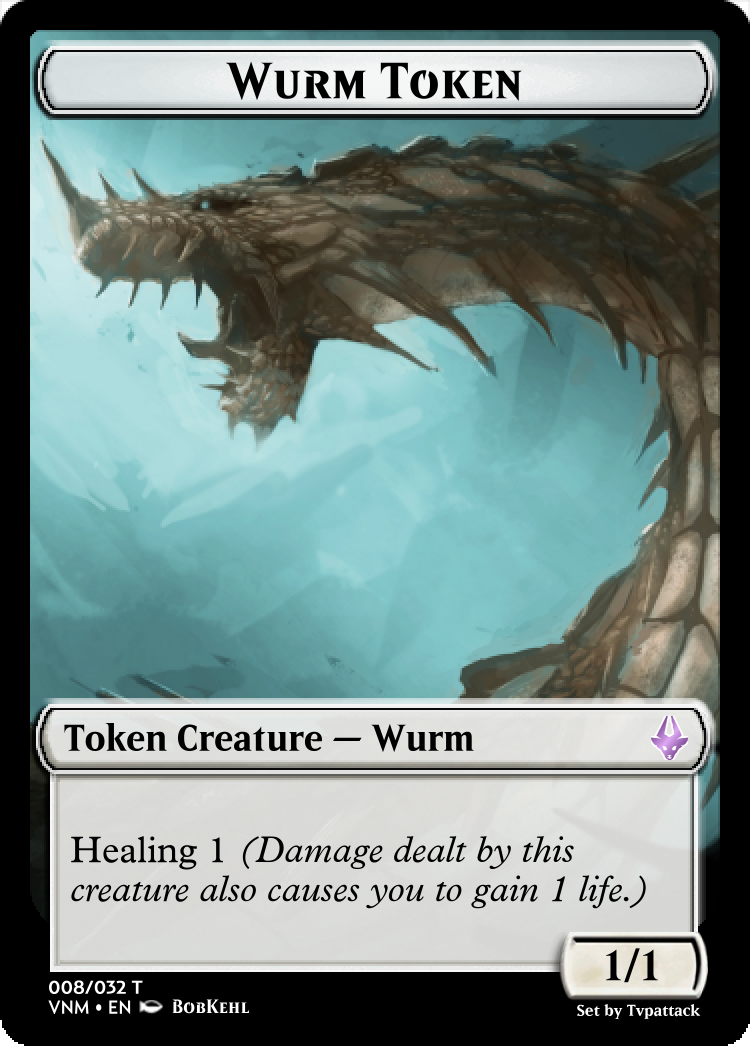 Wurm Token
Token Creature — Wurm
Healing 1 (Damage dealt by this
creature also causes you to gain 1 life.)
1/1
008/032 T
VNM • EN BobKehl
Set by Tvpattack